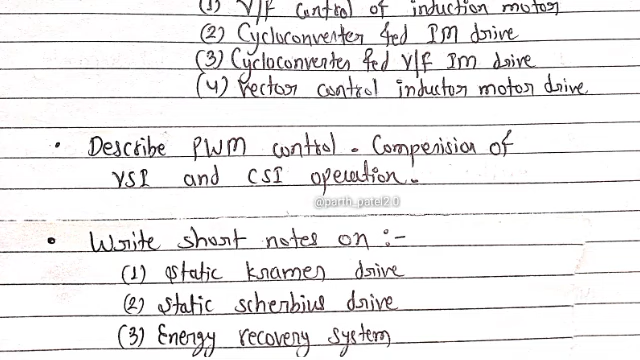 (1) V/f control of induction motor
(2) Cycloconverter fed IM drive
(3) Cycloconverter fed V/f IM drive
(4) Vector control inductor motor drive
• Describe PWM control. Comperision of
VSI and CSI operation.
@parth_patel2.0
• Write short notes on :-
(1) static kramer drive
(2) static scherbius drive
(3) Energy recovery system